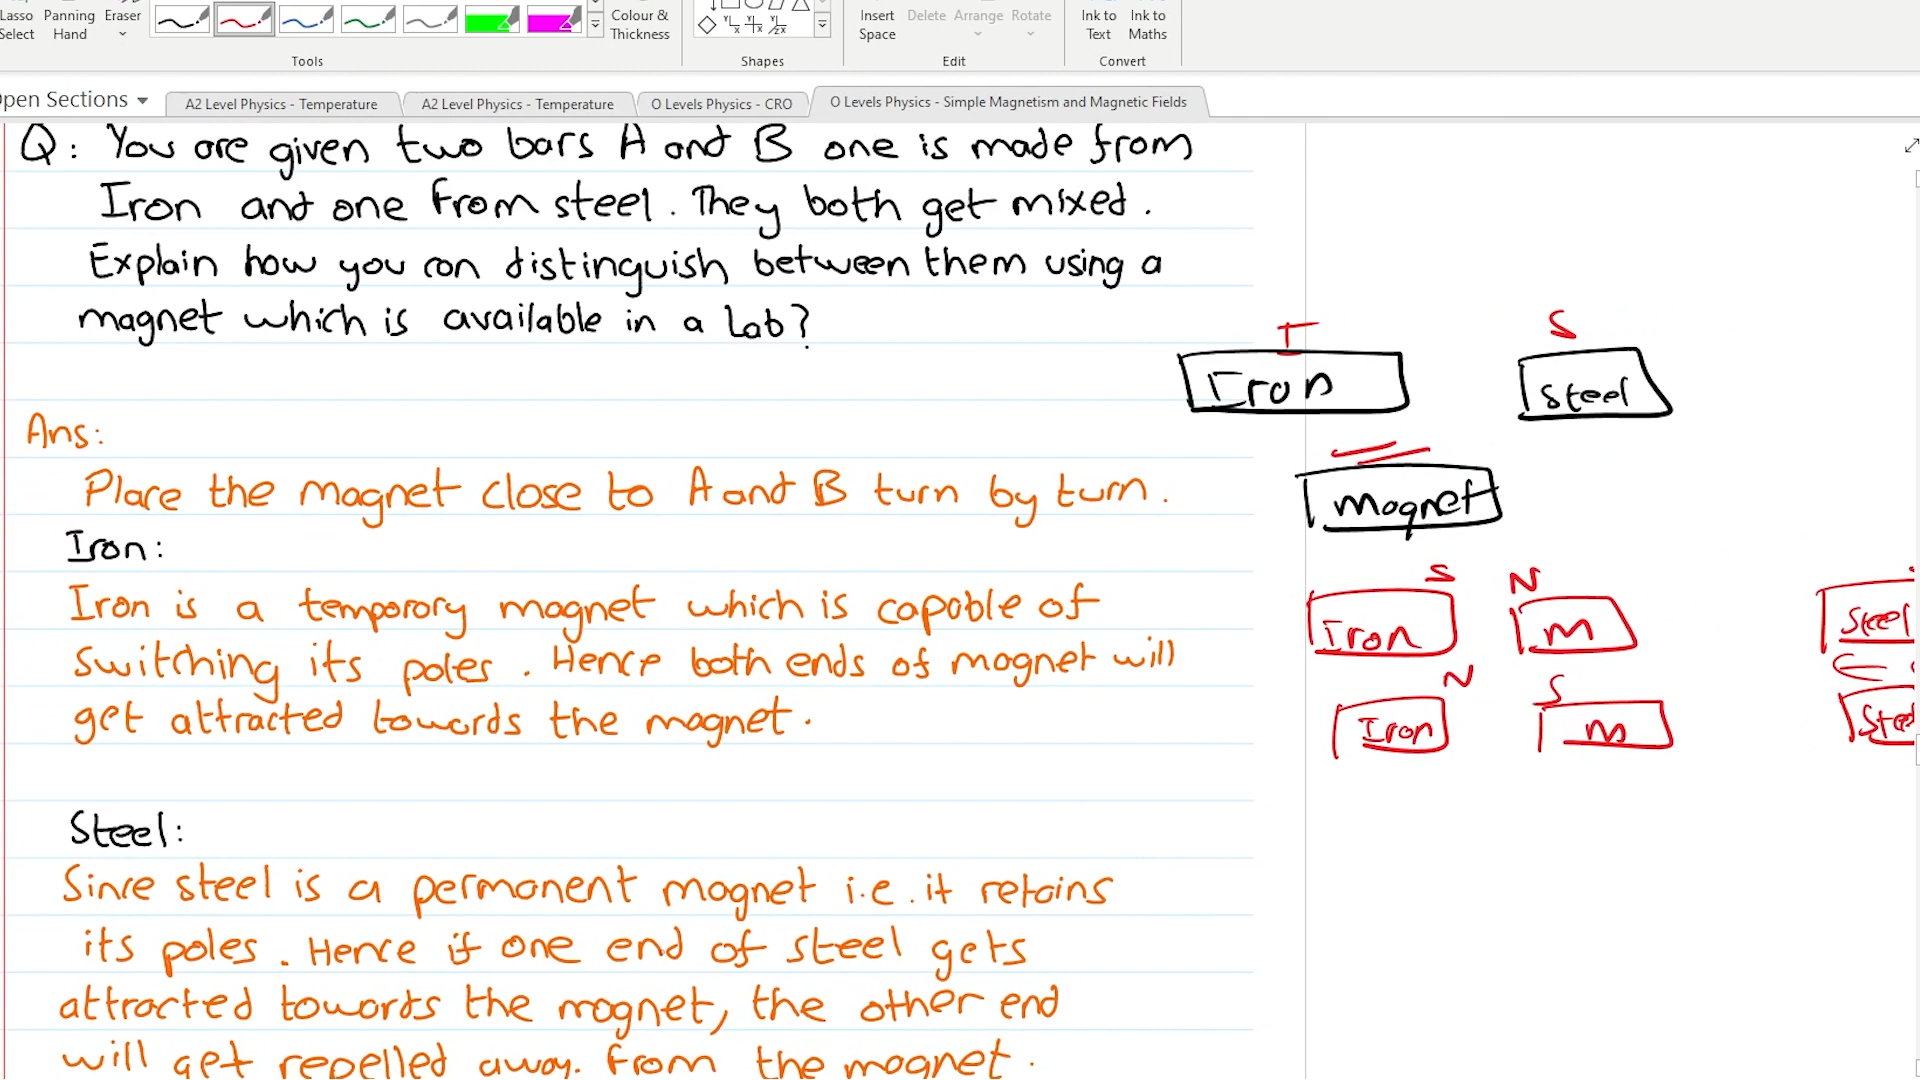 Lasso
Select
Panning
Hand
Eraser
Colour &
Thickness
Insert
Space
Delete
Arrange
Rotate
Ink to
Text
Ink to
Maths
Tools
Shapes
Edit
Convert
pen Sections
A2 Level Physics - Temperature
A2 Level Physics - Temperature
O Levels Physics - CRO
O Levels Physics - Simple Magnetism and Magnetic Fields
Q: You are given two bars A and B one is made from
Iron and one from steel. They both get mixed.
Explain how you can distinguish between them using a
magnet which is available in a lab?
T
S
Iron
Steel
Ans:
Place the magnet close to A and B turn by turn.
magnet
Iron:
S
N
Iron is a temporary magnet which is capable of
Iron
m
Steel
switching its poles. Hence both ends of magnet will
N
S
get attracted towards the magnet.
Iron
m
Steel:
Since steel is a permanent magnet i.e. it retains
its poles. Hence if one end of steel gets
attracted towards the magnet, the other end
will get repelled away from the magnet.